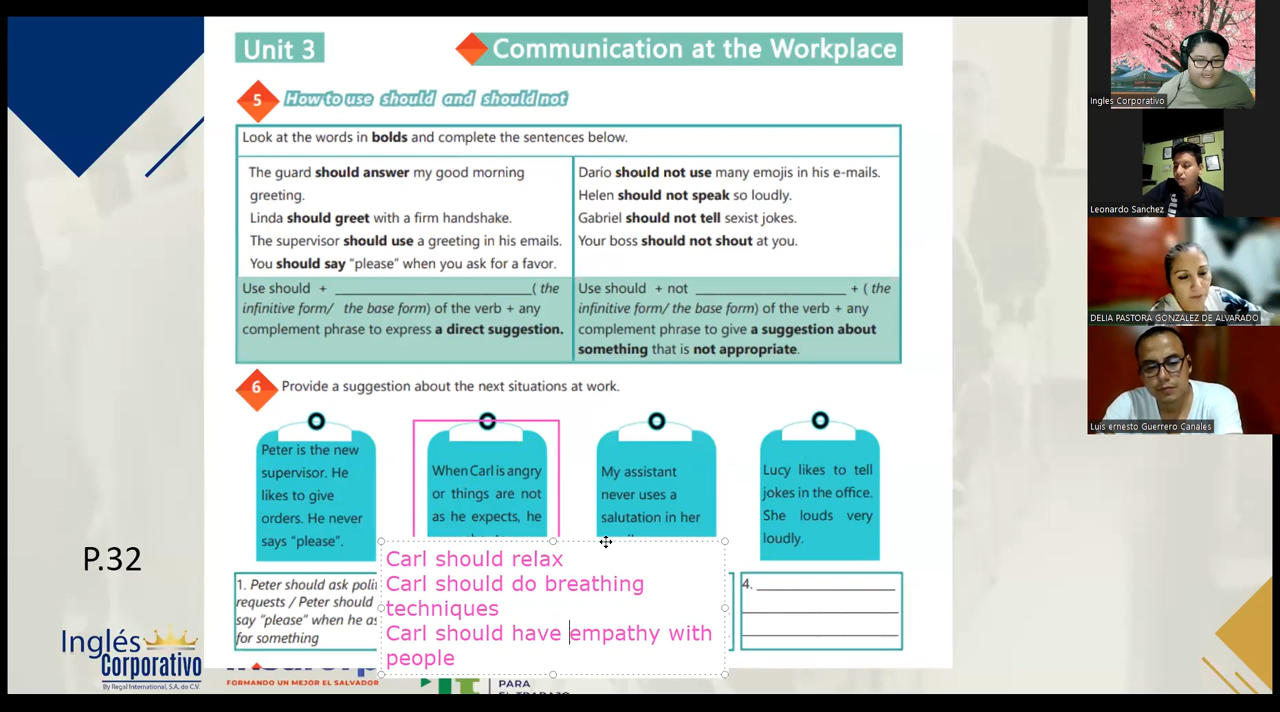 Unit 3
Communication at the Workplace
5
How to use should and should not
Look at the words in bolds and complete the sentences below.
The guard should answer my good morning
greeting.
Linda should greet with a firm handshake.
The supervisor should use a greeting in his emails.
You should say "please" when you ask for a favor.
Darío should not use many emojis in his e-mails.
Helen should not speak so loudly.
Gabriel should not tell sexist jokes.
Your boss should not shout at you.
Use should + ______________________________( the
infinitive form/ the base form) of the verb + any
complement phrase to express a direct suggestion.
Use should + not ______________________ + ( the
infinitive form/ the base form) of the verb + any
complement phrase to give a suggestion about
something that is not appropriate.
6
Provide a suggestion about the next situations at work.
Peter is the new
supervisor. He
likes to give
orders. He never
says "please".
When Carl is angry
or things are not
as he expects, he
My assistant
never uses a
salutation in her
Lucy likes to tell
jokes in the office.
She louds very
loudly.
1. Peter should ask
requests / Peter should
say "please" when he
for something
Carl should relax
Carl should do breathing
techniques
Carl should have empathy with
people
4. ____________________
P.32
Inglés
Corporativo
By Regal International, S.A. de C.V.
FORMANDO UN MEJOR EL SALVADOR
PARA
Ingles Corporativo
Leonardo Sanchez
DELIA PASTORA GONZALEZ DE ALVARADO
Luis ernesto Guerrero Canales